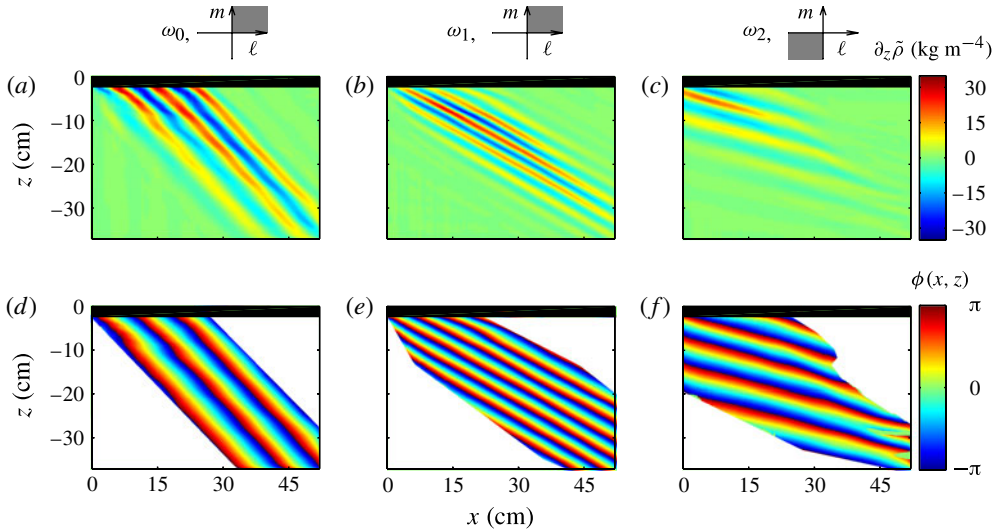 m m m
ω0, ω1, ω2,
ℓ ℓ ℓ
∂zρ̃ (kg m−4)
(a) (b) (c)
0 30
−10 15
z (cm) −20 0
−30 −15
−30
ϕ(x, z)
(d) (e) (f)
0 π
−10
z (cm) −20 0
−30
−π
0 15 30 45 0 15 30 45 0 15 30 45
x (cm)